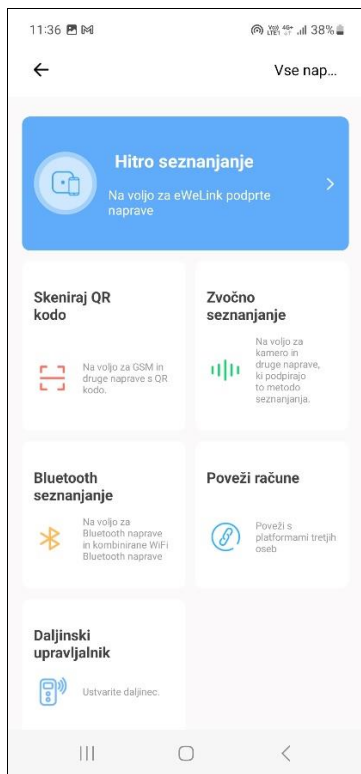 11:36
38%
Vse nap...
Hitro seznanjanje
Na voljo za eWeLink podprte
naprave
Skeniraj QR
kodo
Na voljo za GSM in
druge naprave s QR
kodo.
Zvočno
seznanjanje
Na voljo za
kamero in
druge naprave,
ki podpirajo
to metodo
seznanjanja.
Bluetooth
seznanjanje
Na voljo za
Bluetooth naprave
in kombinirane WiFi
Bluetooth naprave
Poveži račune
Poveži s
platformami tretjih
oseb
Daljinski
upravljalnik
Ustvarite daljinec.